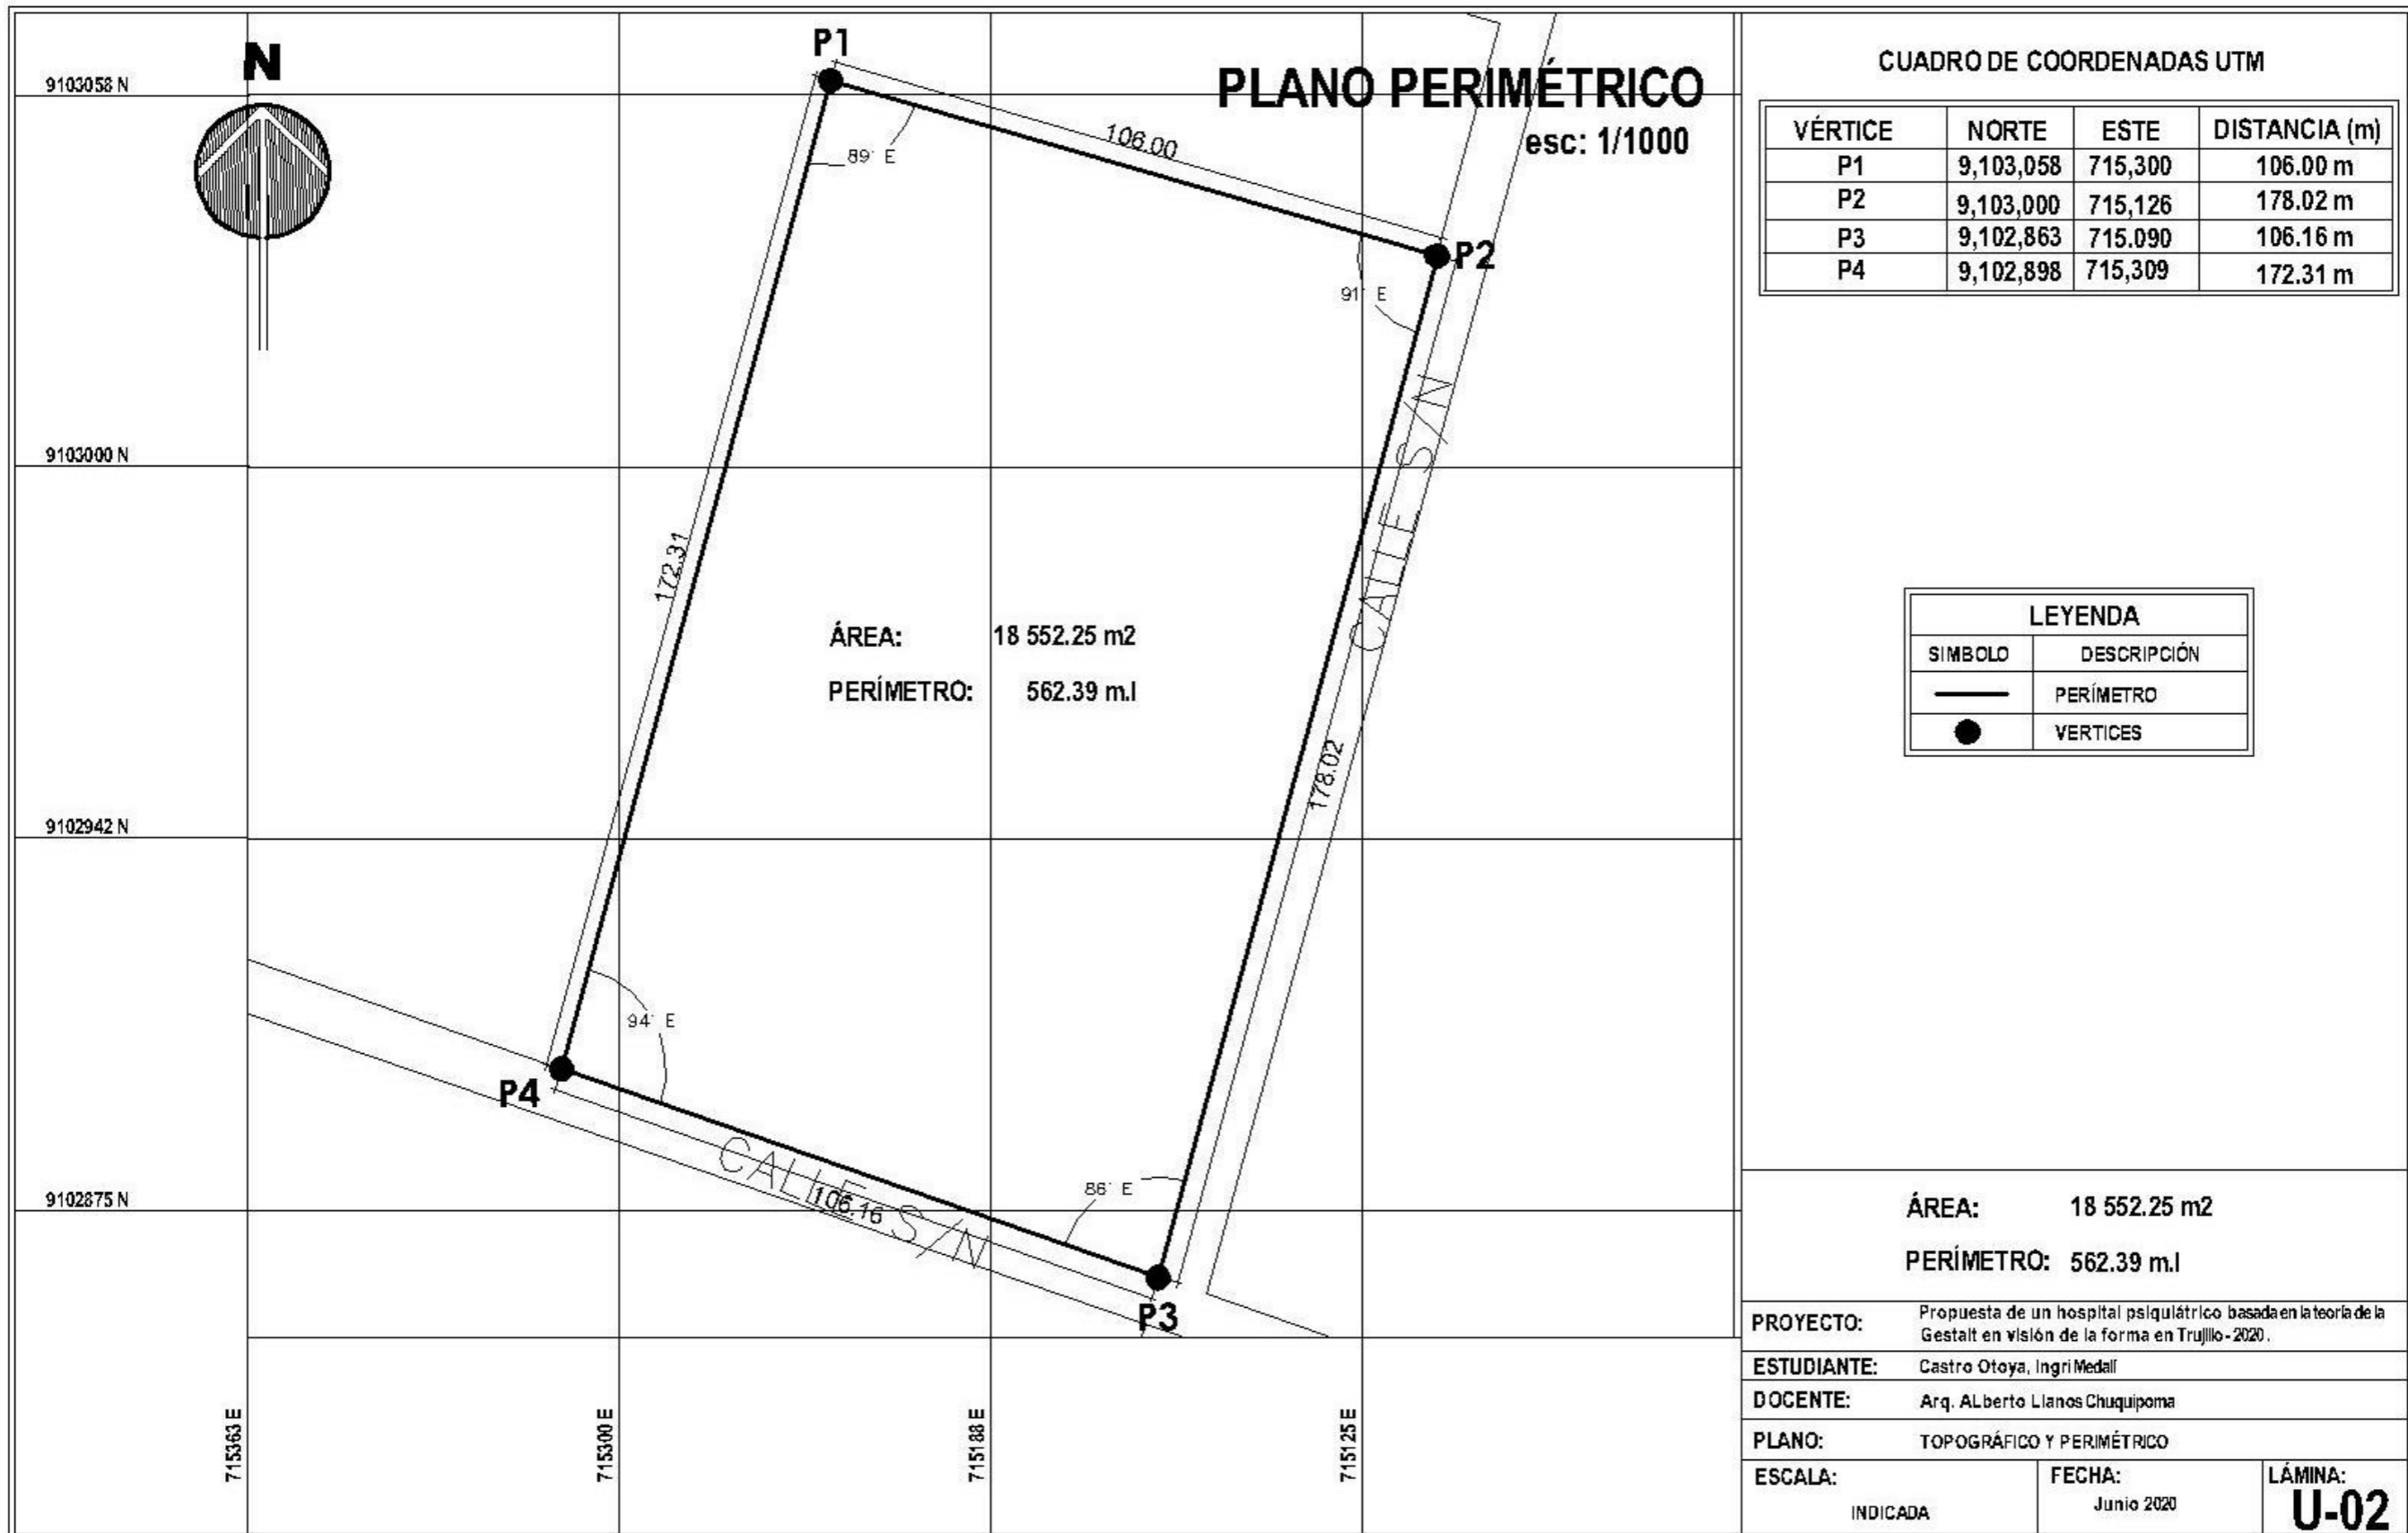 N
P1
PLANO PERIMÉTRICO
esc: 1/1000
9103058 N
9103000 N
9102942 N
9102875 N
89° E
106.00
P2
91° E
CALLE S/N
172.31
ÁREA: 18 552.25 m2
PERÍMETRO: 562.39 m.l
178.02
94° E
P4
CALLE S/N
106.16
86° E
P3
715363 E
715300 E
715188 E
715125 E
CUADRO DE COORDENADAS UTM
VÉRTICE NORTE ESTE DISTANCIA (m)
P1 9,103,058 715,300 106.00 m
P2 9,103,000 715,126 178.02 m
P3 9,102,863 715.090 106.16 m
P4 9,102,898 715,309 172.31 m
LEYENDA
SIMBOLO DESCRIPCIÓN
PERÍMETRO
VERTICES
ÁREA: 18 552.25 m2
PERÍMETRO: 562.39 m.l
PROYECTO: Propuesta de un hospital psiquiátrico basada en la teoría de la
Gestalt en visión de la forma en Trujillo - 2020.
ESTUDIANTE: Castro Otoya, Ingri Medalí
DOCENTE: Arq. ALberto Llanos Chuquipoma
PLANO: TOPOGRÁFICO Y PERIMÉTRICO
ESCALA: FECHA: LÁMINA:
INDICADA Junio 2020 U-02